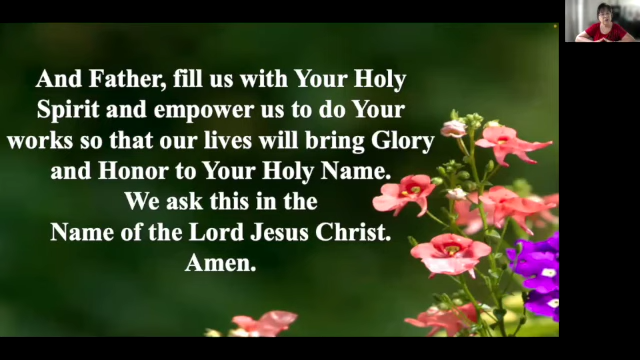 And Father, fill us with Your Holy
Spirit and empower us to do Your
works so that our lives will bring Glory
and Honor to Your Holy Name.
We ask this in the
Name of the Lord Jesus Christ.
Amen.